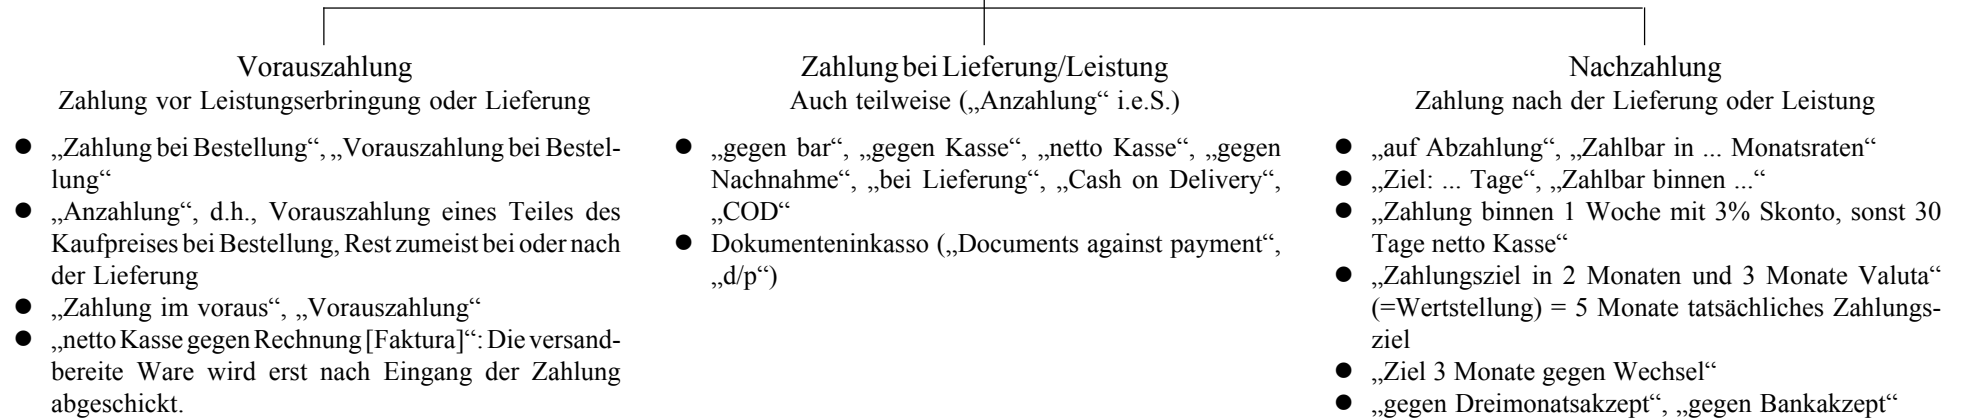 Vorauszahlung
Zahlung vor Leistungserbringung oder Lieferung
● „Zahlung bei Bestellung“, „Vorauszahlung bei Bestel-
lung“
● „Anzahlung“, d.h., Vorauszahlung eines Teiles des
Kaufpreises bei Bestellung, Rest zumeist bei oder nach
der Lieferung
● „Zahlung im voraus“, „Vorauszahlung“
● „netto Kasse gegen Rechnung [Faktura]“: Die versand-
bereite Ware wird erst nach Eingang der Zahlung
abgeschickt.
Zahlung bei Lieferung/Leistung
Auch teilweise („Anzahlung“ i.e.S.)
● „gegen bar“, „gegen Kasse“, „netto Kasse“, „gegen
Nachnahme“, „bei Lieferung“, „Cash on Delivery“,
„COD“
● Dokumenteninkasso („Documents against payment“,
„d/p“)
Nachzahlung
Zahlung nach der Lieferung oder Leistung
● „auf Abzahlung“, „Zahlbar in ... Monatsraten“
● „Ziel: ... Tage“, „Zahlbar binnen ...“
● „Zahlung binnen 1 Woche mit 3% Skonto, sonst 30
Tage netto Kasse“
● „Zahlungsziel in 2 Monaten und 3 Monate Valuta“
(=Wertstellung) = 5 Monate tatsächliches Zahlungs-
ziel
● „Ziel 3 Monate gegen Wechsel“
● „gegen Dreimonatsakzept“, „gegen Bankakzept“